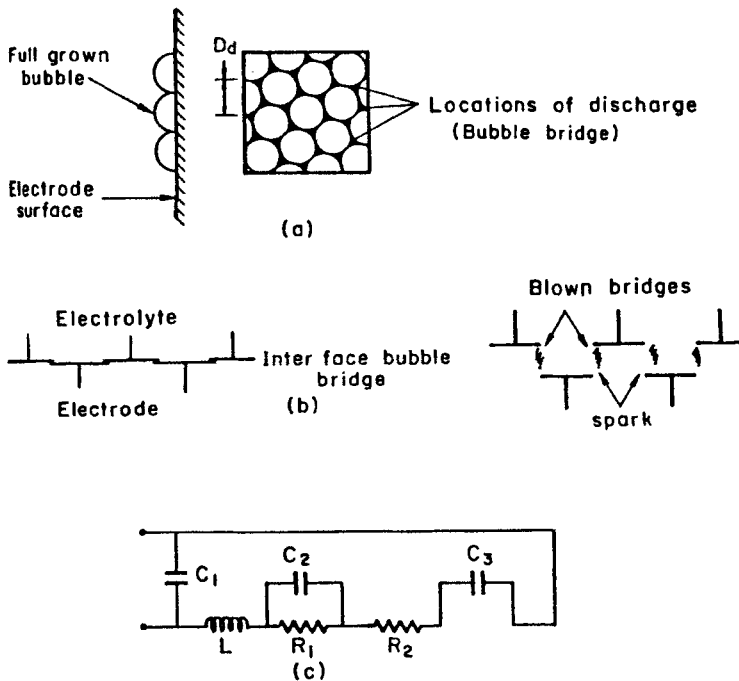 Full grown
bubble
Dd
Locations of discharge
(Bubble bridge)
Electrode
surface
(a)
Electrolyte
Electrode
Inter face bubble
bridge
(b)
Blown bridges
spark
C1
C2
C3
L
R1
R2
(c)